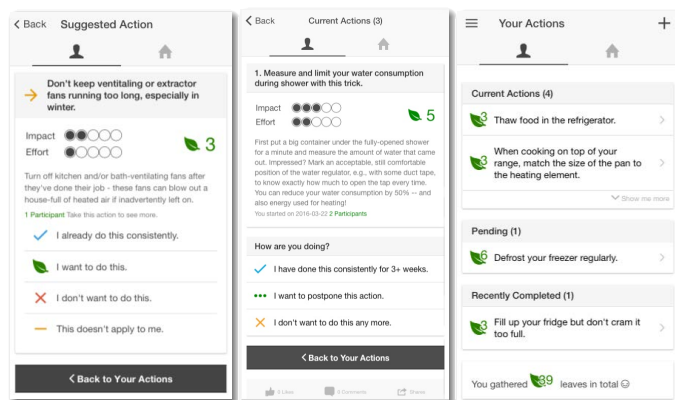 Back Suggested Action
Don't keep ventitaling or extractor
fans running too long, especially in
winter.
Impact
Effort
3
Turn off kitchen and/or bath-ventilating fans after
they've done their job - these fans can blow out a
house-full of heated air if inadvertently left on.
1 Participant Take this action to see more.
I already do this consistently.
I want to do this.
I don't want to do this.
This doesn't apply to me.
Back to Your Actions
Back Current Actions (3)
1. Measure and limit your water consumption
during shower with this trick.
Impact
Effort
5
First put a big container under the fully-opened shower
for a minute and measure the amount of water that came
out. Impressed? Mark an acceptable, still comfortable
position of the water regulator, e.g., with some duct tape,
to know exactly how much to open the tap every time.
You can reduce your water consumption by 50% -- and
also energy used for heating!
You started on 2016-03-22 2 Participants
How are you doing?
I have done this consistently for 3+ weeks.
I want to postpone this action.
I don't want to do this any more.
Back to Your Actions
3 Likes
Comments
Share
Your Actions
Current Actions (4)
3 Thaw food in the refrigerator.
When cooking on top of your
3 range, match the size of the pan to
the heating element.
Show me more
Pending (1)
6 Defrost your freezer regularly.
Recently Completed (1)
3 Fill up your fridge but don't cram it
too full.
You gathered 39 leaves in total